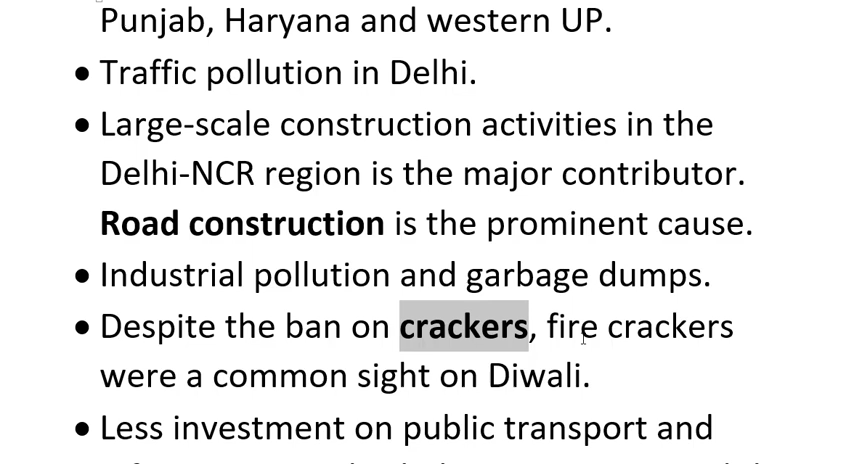 Punjab, Haryana and western UP.
• Traffic pollution in Delhi.
• Large-scale construction activities in the
Delhi-NCR region is the major contributor.
Road construction is the prominent cause.
• Industrial pollution and garbage dumps.
• Despite the ban on crackers, fire crackers
were a common sight on Diwali.
• Less investment on public transport and